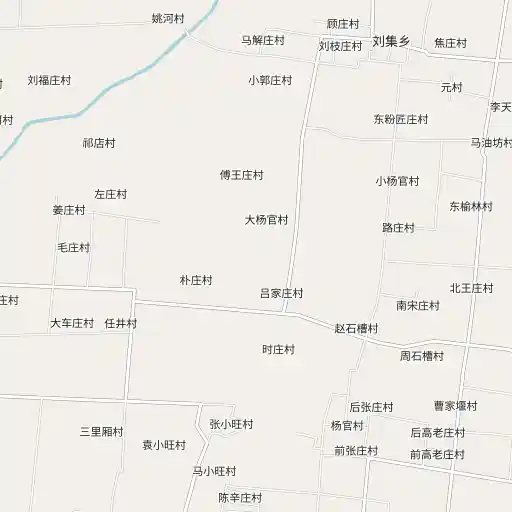 姚河村
顾庄村
马解庄村
刘枝庄村
刘集乡
焦庄村
刘福庄村
小郭庄村
元村
村
李天
河村
东粉匠庄村
祁店村
马油坊村
傅王庄村
小杨官村
左庄村
姜庄村
东榆林村
大杨官村
路庄村
毛庄村
朴庄村
吕家庄村
北王庄村
庄村
南宋庄村
大车庄村
任井村
赵石槽村
时庄村
周石槽村
后张庄村
曹家堰村
张小旺村
杨官村
三里厢村
后高老庄村
袁小旺村
前张庄村
前高老庄村
马小旺村
陈辛庄村